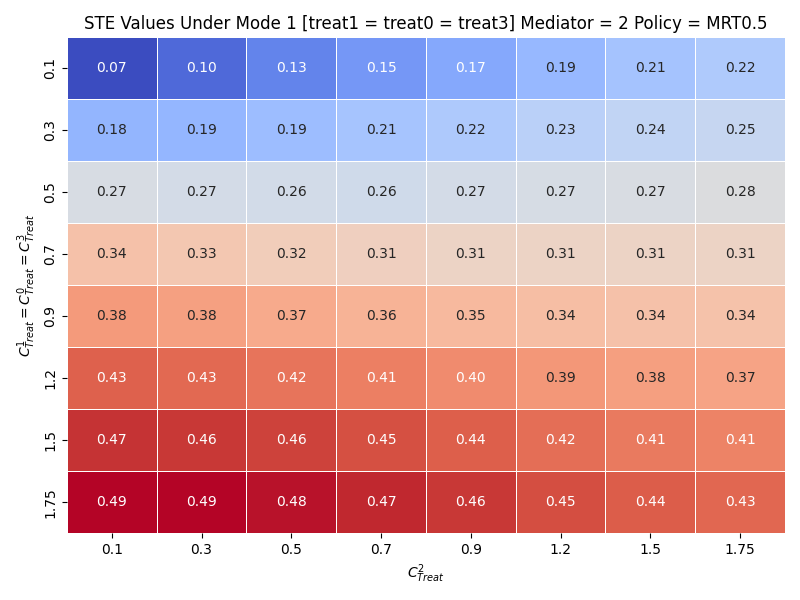 STE Values Under Mode 1 [treat1 = treat0 = treat3] Mediator = 2 Policy = MRT0.5
0.1 0.07 0.10 0.13 0.15 0.17 0.19 0.21 0.22
0.3 0.18 0.19 0.19 0.21 0.22 0.23 0.24 0.25
0.5 0.27 0.27 0.26 0.26 0.27 0.27 0.27 0.28
0.7 0.34 0.33 0.32 0.31 0.31 0.31 0.31 0.31
0.9 0.38 0.38 0.37 0.36 0.35 0.34 0.34 0.34
1.2 0.43 0.43 0.42 0.41 0.40 0.39 0.38 0.37
1.5 0.47 0.46 0.46 0.45 0.44 0.42 0.41 0.41
1.75 0.49 0.49 0.48 0.47 0.46 0.45 0.44 0.43
0.1 0.3 0.5 0.7 0.9 1.2 1.5 1.75
$C^{2}_{Treat}$
$C^{1}_{Treat} = C^{0}_{Treat} = C^{3}_{Treat}$